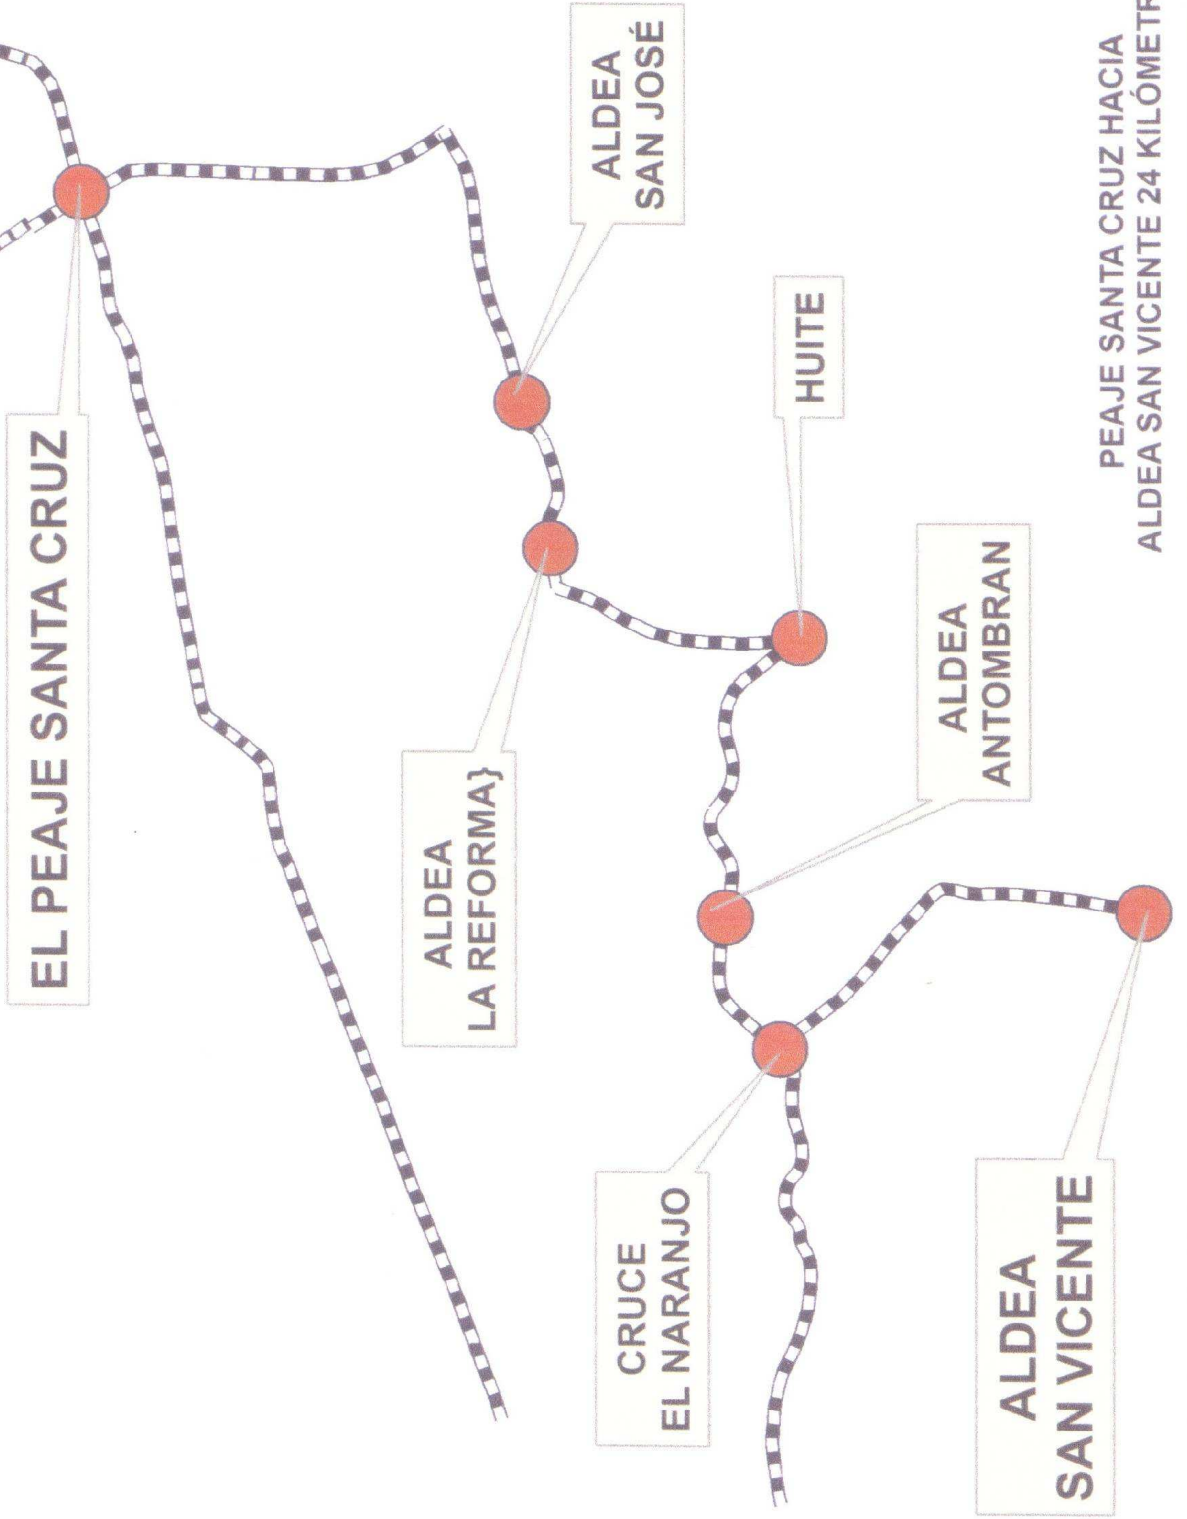 EL PEAJE SANTA CRUZ
ALDEA
LA REFORMA}
ALDEA
SAN JOSÉ
CRUCE
EL NARANJO
HUITE
ALDEA
ANTOMBRAN
ALDEA
SAN VICENTE
PEAJE SANTA CRUZ HACIA
ALDEA SAN VICENTE 24 KILÓMETR